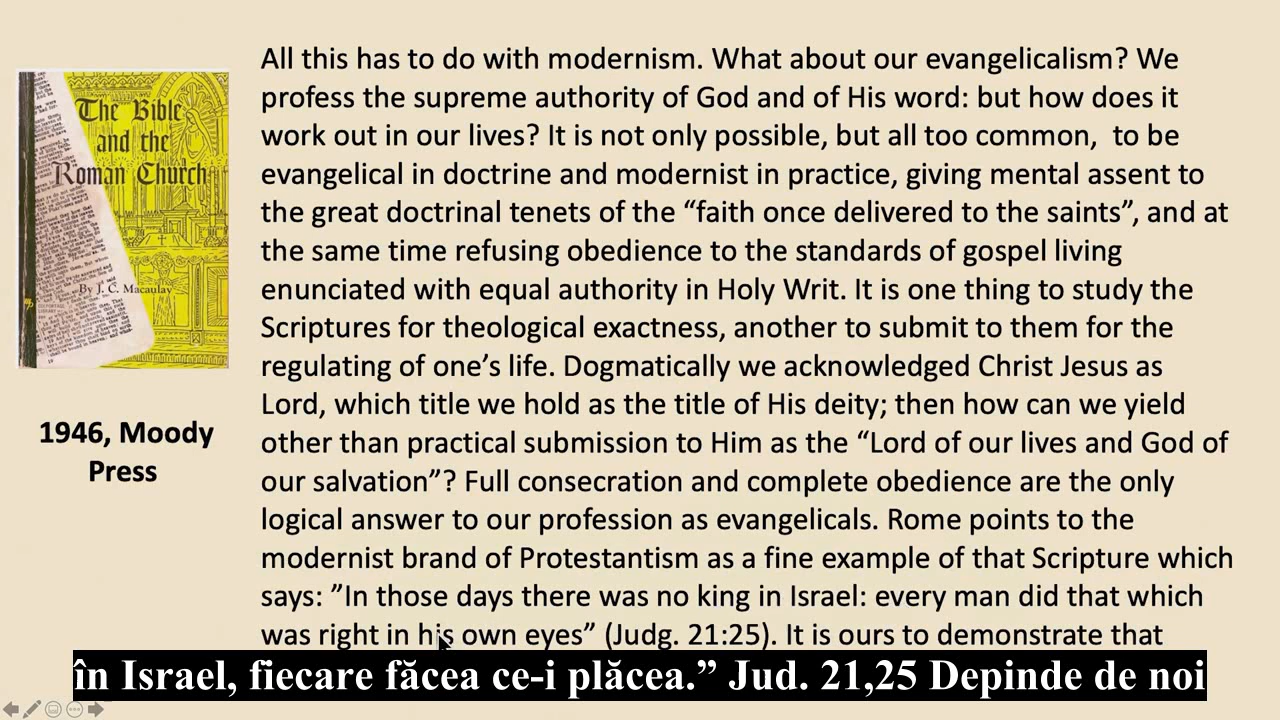 The Bible
and the
Roman Church
By J. C. Macaulay
1946, Moody
Press
All this has to do with modernism. What about our evangelicalism? We
profess the supreme authority of God and of His word: but how does it
work out in our lives? It is not only possible, but all too common,  to be
evangelical in doctrine and modernist in practice, giving mental assent to
the great doctrinal tenets of the “faith once delivered to the saints”, and at
the same time refusing obedience to the standards of gospel living
enunciated with equal authority in Holy Writ. It is one thing to study the
Scriptures for theological exactness, another to submit to them for the
regulating of one’s life. Dogmatically we acknowledged Christ Jesus as
Lord, which title we hold as the title of His deity; then how can we yield
other than practical submission to Him as the “Lord of our lives and God of
our salvation”? Full consecration and complete obedience are the only
logical answer to our profession as evangelicals. Rome points to the
modernist brand of Protestantism as a fine example of that Scripture which
says: ”In those days there was no king in Israel: every man did that which
was right in his own eyes” (Judg. 21:25). It is ours to demonstrate that
în Israel, fiecare făcea ce-i plăcea.” Jud. 21,25 Depinde de noi